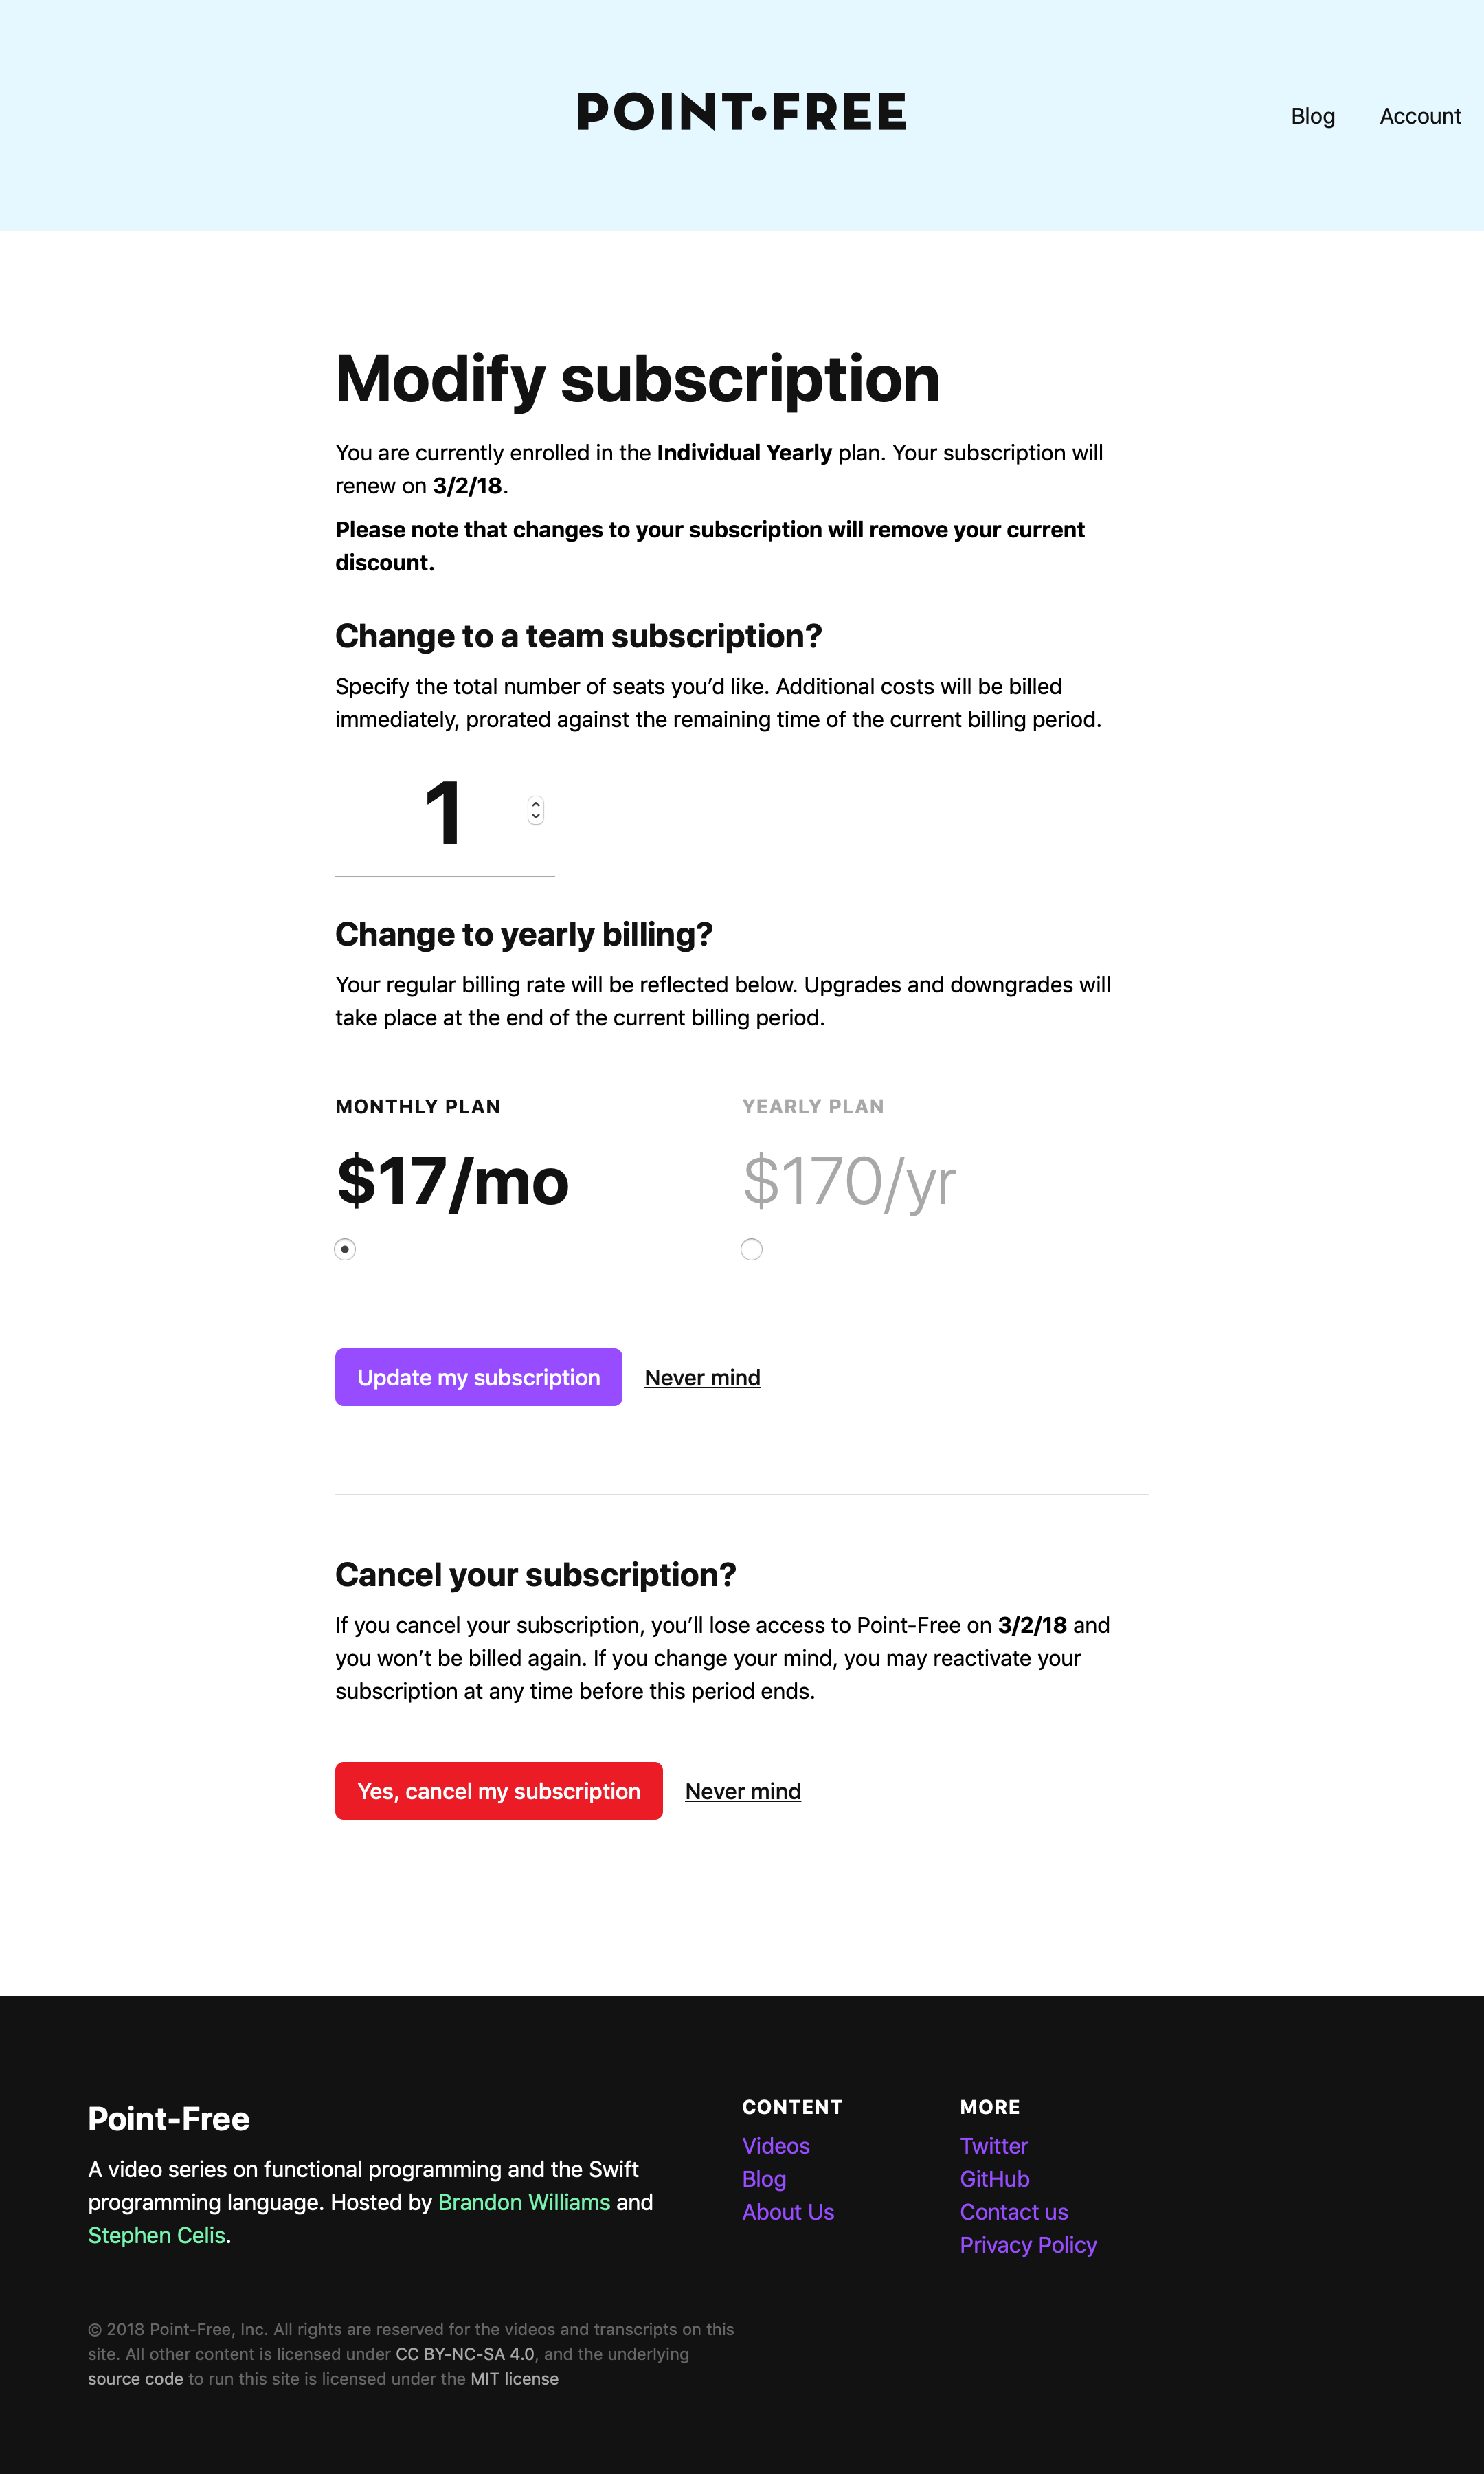 POINT•FREE
Blog Account
Modify subscription
You are currently enrolled in the Individual Yearly plan. Your subscription will
renew on 3/2/18.
Please note that changes to your subscription will remove your current
discount.
Change to a team subscription?
Specify the total number of seats you’d like. Additional costs will be billed
immediately, prorated against the remaining time of the current billing period.
1
Change to yearly billing?
Your regular billing rate will be reflected below. Upgrades and downgrades will
take place at the end of the current billing period.
MONTHLY PLAN YEARLY PLAN
$17/mo $170/yr
Update my subscription Never mind
Cancel your subscription?
If you cancel your subscription, you’ll lose access to Point-Free on 3/2/18 and
you won’t be billed again. If you change your mind, you may reactivate your
subscription at any time before this period ends.
Yes, cancel my subscription Never mind
Point-Free
A video series on functional programming and the Swift
programming language. Hosted by Brandon Williams and
Stephen Celis.
CONTENT
Videos
Blog
About Us
MORE
Twitter
GitHub
Contact us
Privacy Policy
© 2018 Point-Free, Inc. All rights are reserved for the videos and transcripts on this
site. All other content is licensed under CC BY-NC-SA 4.0, and the underlying
source code to run this site is licensed under the MIT license